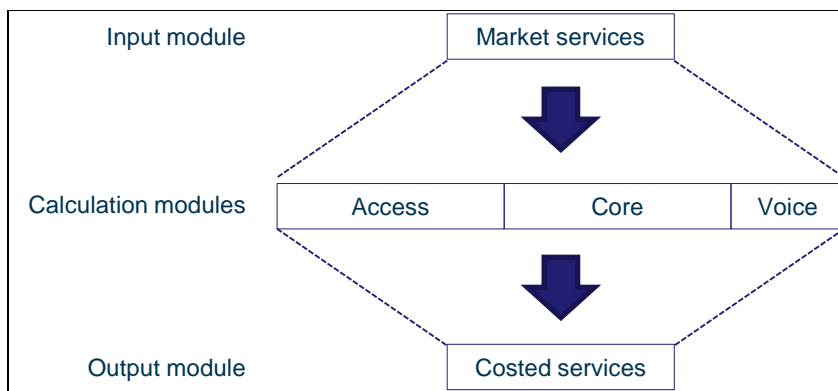 Input module Market services
Calculation modules Access Core Voice
Output module Costed services